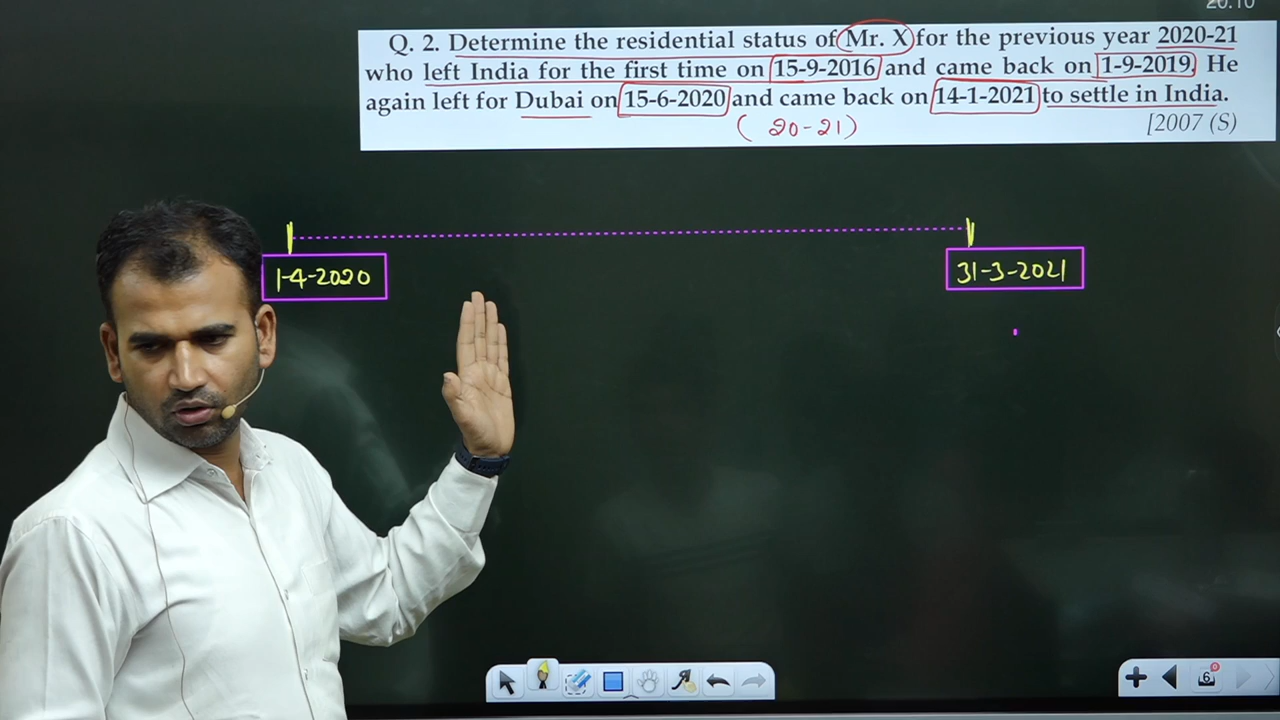 20:10
Q. 2. Determine the residential status of Mr. X for the previous year 2020-21
who left India for the first time on 15-9-2016 and came back on 1-9-2019. He
again left for Dubai on 15-6-2020 and came back on 14-1-2021 to settle in India.
(20-21)
[2007 (S)
1-4-2020
31-3-2021
6